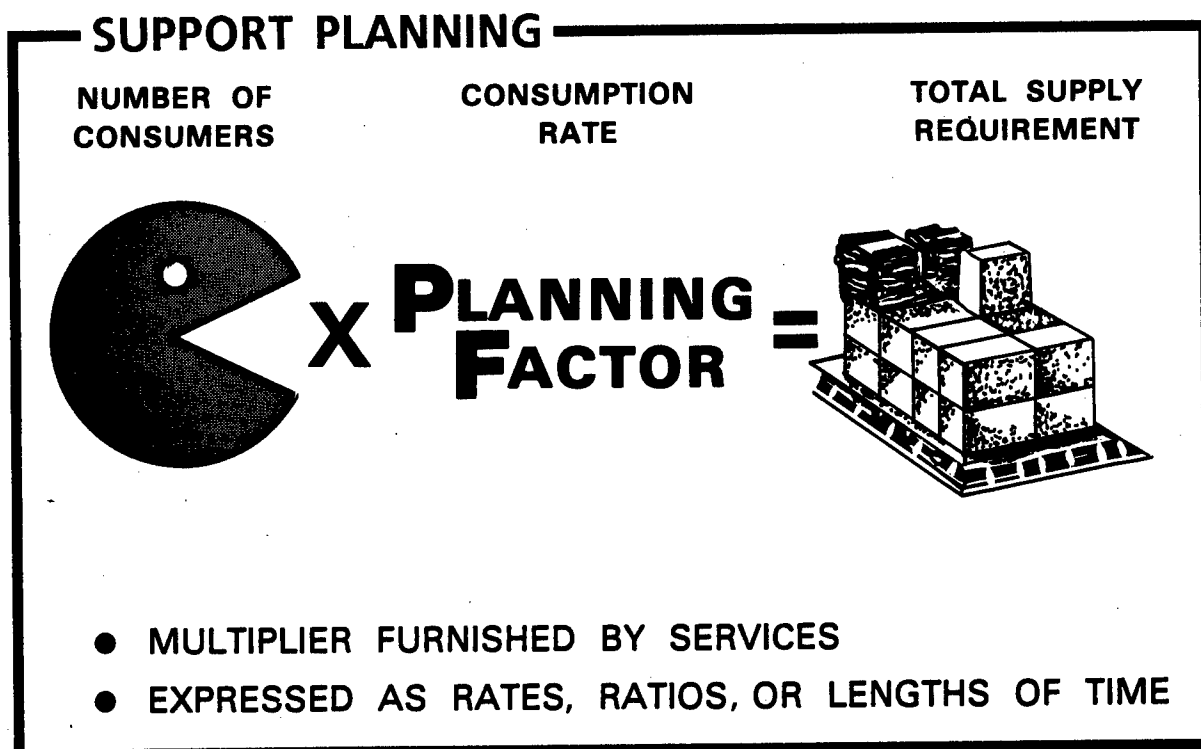 SUPPORT PLANNING
NUMBER OF
CONSUMERS
CONSUMPTION
RATE
TOTAL SUPPLY
REQUIREMENT
X
PLANNING
FACTOR
=
● MULTIPLIER FURNISHED BY SERVICES
● EXPRESSED AS RATES, RATIOS, OR LENGTHS OF TIME